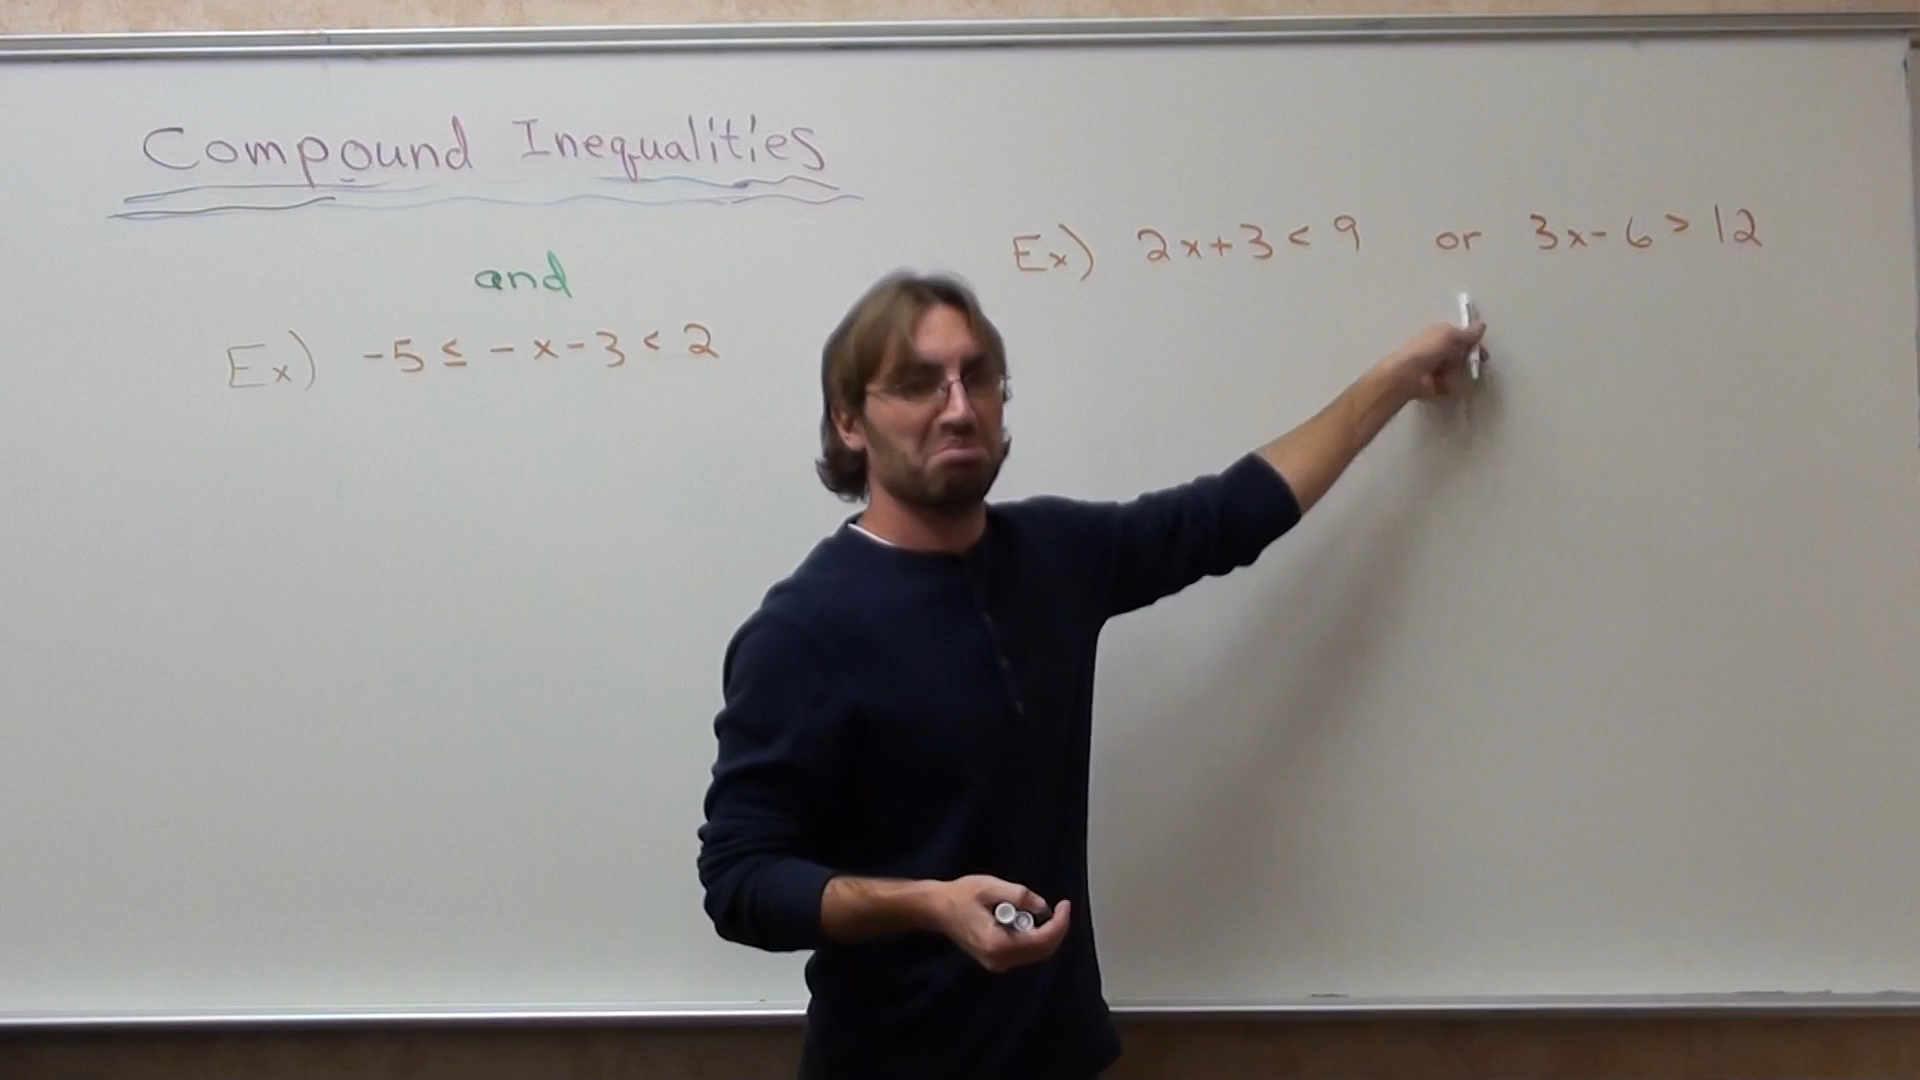 Compound Inequalities
and
Ex) -5 ≤ -x-3 < 2
Ex) 2x+3 < 9 or 3x-6 > 12